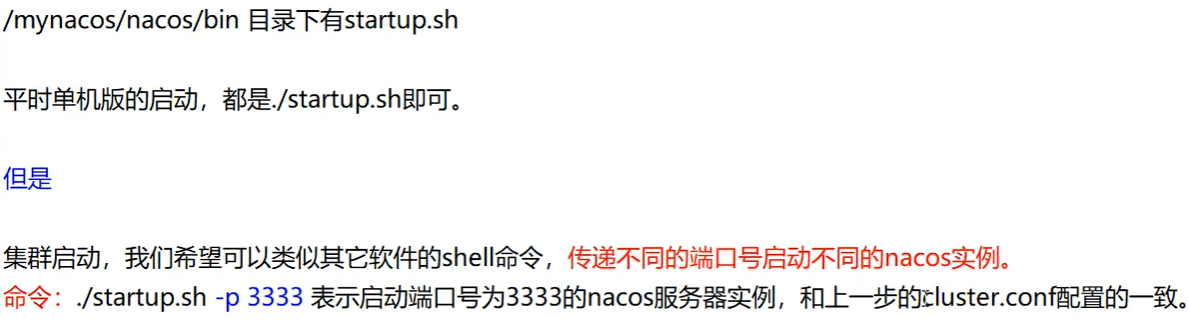 /mynacos/nacos/bin 目录下有startup.sh
平时单机版的启动，都是./startup.sh即可。
但是
集群启动，我们希望可以类似其它软件的shell命令，传递不同的端口号启动不同的nacos实例。
命令：./startup.sh -p 3333 表示启动端口号为3333的nacos服务器实例，和上一步的cluster.conf配置的一致。